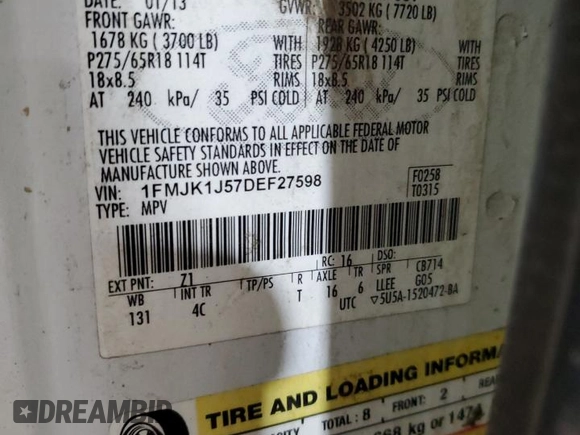 DATE: 01/13 GVWR: 3502 KG ( 7720 LB)
FRONT GAWR: REAR GAWR:
1678 KG ( 3700 LB) WITH 1928 KG ( 4250 LB) WITH
P275/65R18 114T TIRES P275/65R18 114T TIRES
18x8.5 RIMS 18x8.5 RIMS
AT 240 kPa/ 35 PSI COLD AT 240 kPa/ 35 PSI COLD
THIS VEHICLE CONFORMS TO ALL APPLICABLE FEDERAL MOTOR
VEHICLE SAFETY STANDARDS IN EFFECT ON THE DATE OF
MANUFACTURE SHOWN ABOVE.
VIN: 1FMJK1J57DEF27598 F0258
TYPE: MPV T0315
EXT PNT: Z1 RC: 16 DSO:
WB INT TR TP/PS R AXLE TR SPR CB714
131 4C T 16 6 LLEE G05
UTC ▽5U5A-1520472-BA
TIRE AND LOADING INFORMA
TOTAL: 8 FRONT: 2 REA
kg or
DREAMBID